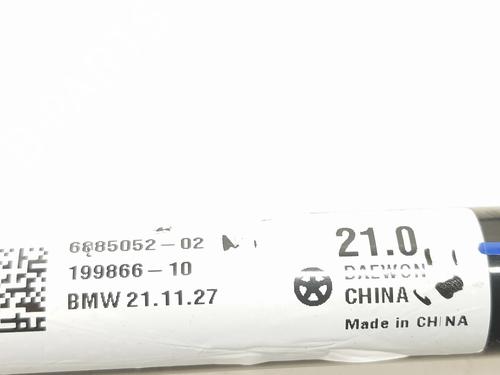 6885052-02
199866-10
BMW 21.11.27
21.0
DAEWON
CHINA
Made in CHINA